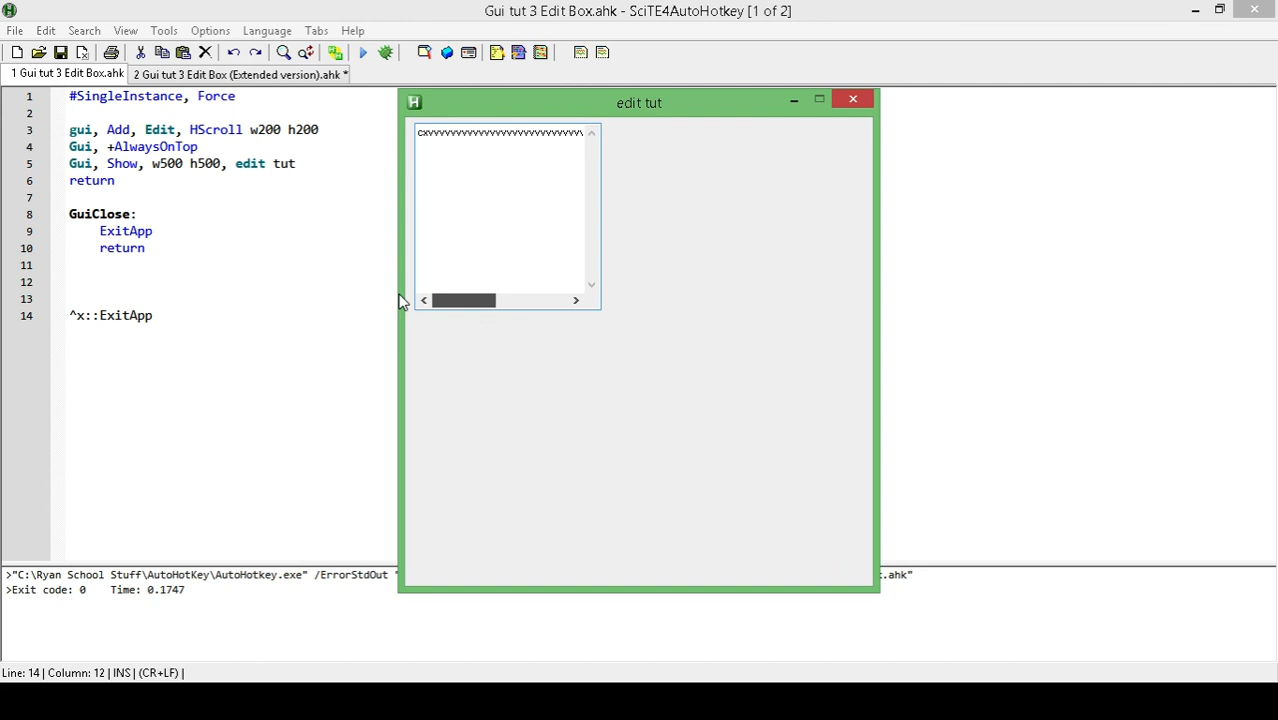 Gui tut 3 Edit Box.ahk - SciTE4AutoHotkey [1 of 2]
File Edit Search View Tools Options Language Tabs Help
1 Gui tut 3 Edit Box.ahk 2 Gui tut 3 Edit Box (Extended version).ahk *
1 #SingleInstance, Force
2
3 gui, Add, Edit, HScroll w200 h200
4 Gui, +AlwaysOnTop
5 Gui, Show, w500 h500, edit tut
6 return
7
8 GuiClose:
9 ExitApp
10 return
11
12
13
14 ^x::ExitApp
edit tut
>"C:\Ryan School Stuff\AutoHotKey\AutoHotkey.exe" /ErrorStdOut " .ahk"
>Exit code: 0 Time: 0.1747
Line: 14 | Column: 12 | INS | (CR+LF) |